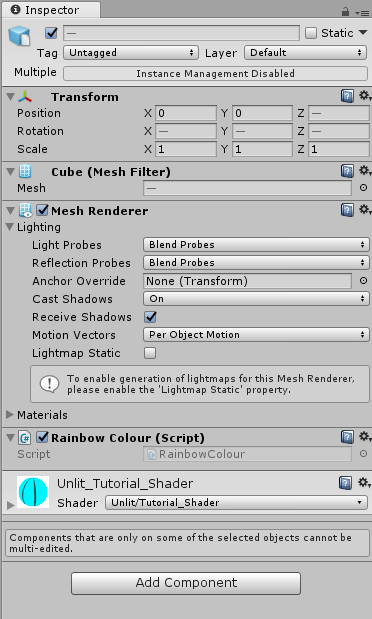 Inspector
— Static
Tag Untagged Layer Default
Multiple Instance Management Disabled
Transform
Position X 0 Y 0 Z —
Rotation X — Y — Z —
Scale X 1 Y 1 Z 1
Cube (Mesh Filter)
Mesh —
Mesh Renderer
Lighting
Light Probes Blend Probes
Reflection Probes Blend Probes
Anchor Override None (Transform)
Cast Shadows On
Receive Shadows
Motion Vectors Per Object Motion
Lightmap Static
To enable generation of lightmaps for this Mesh Renderer,
please enable the 'Lightmap Static' property.
Materials
Rainbow Colour (Script)
Script RainbowColour
Unlit_Tutorial_Shader
Shader Unlit/Tutorial_Shader
Components that are only on some of the selected objects cannot be
multi-edited.
Add Component